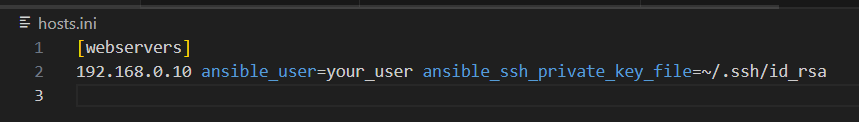 hosts.ini
1 [webservers]
2 192.168.0.10 ansible_user=your_user ansible_ssh_private_key_file=~/.ssh/id_rsa
3